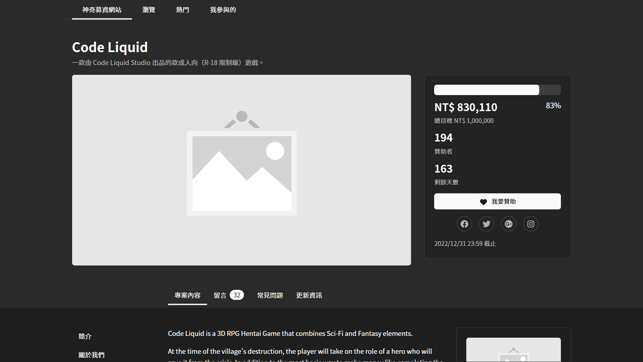 神奇募資網站 瀏覽 熱門 我參與的
Code Liquid
一款由 Code Liquid Studio 出品的款成人向（R-18 限制級）遊戲。
NT$ 830,110 83%
總目標 NT$ 1,000,000
194
贊助者
163
剩餘天數
我要贊助
2022/12/31 23:59 截止
專案內容 留言 32 常見問題 更新資訊
簡介
關於我們
Code Liquid is a 3D RPG Hentai Game that combines Sci-Fi and Fantasy elements.
At the time of the village's destruction, the player will take on the role of a hero who will